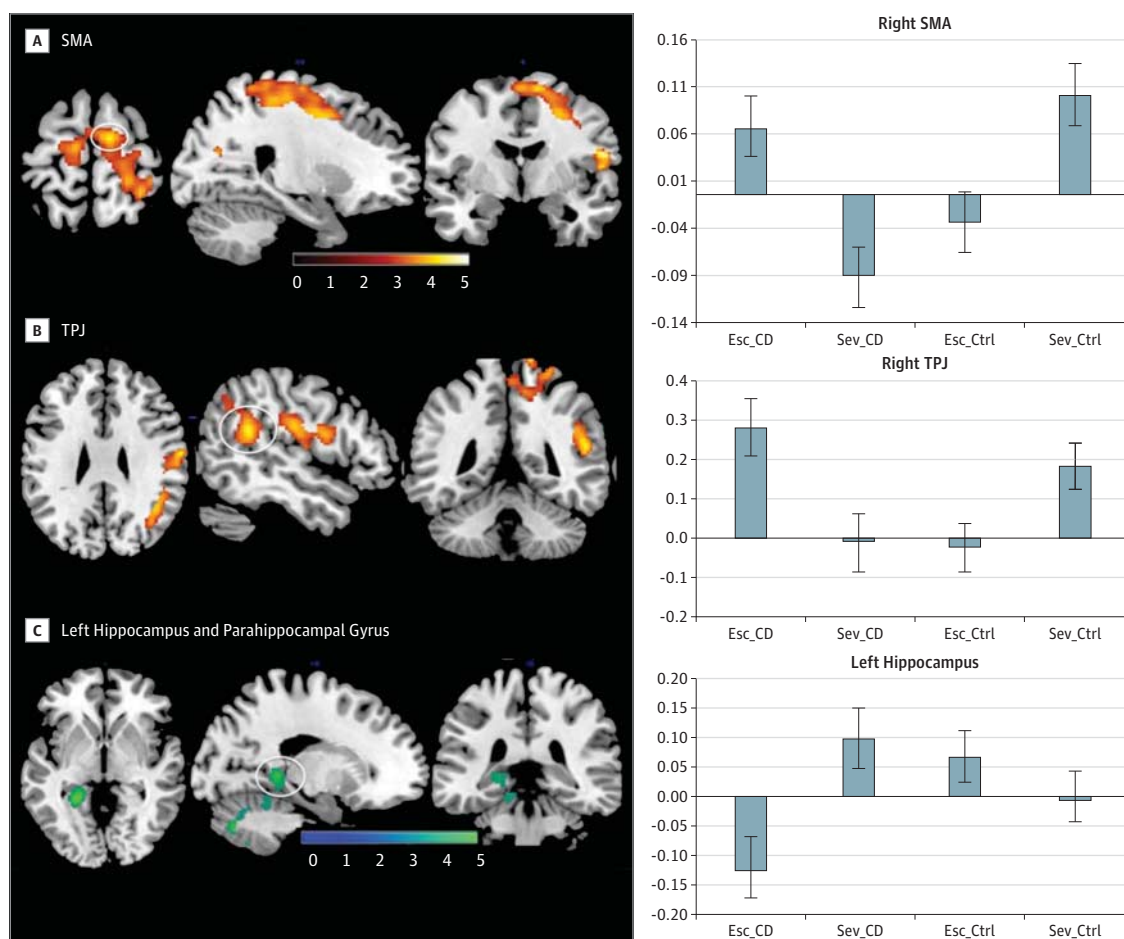 A SMA
0 1 2 3 4 5
B TPJ
C Left Hippocampus and Parahippocampal Gyrus
0 1 2 3 4 5
Right SMA
0.16
0.11
0.06
0.01
-0.04
-0.09
-0.14
Esc_CD Sev_CD Esc_Ctrl Sev_Ctrl
Right TPJ
0.4
0.3
0.2
0.1
0.0
-0.1
-0.2
Esc_CD Sev_CD Esc_Ctrl Sev_Ctrl
Left Hippocampus
0.20
0.15
0.10
0.05
0.00
-0.05
-0.10
-0.15
-0.20
Esc_CD Sev_CD Esc_Ctrl Sev_Ctrl